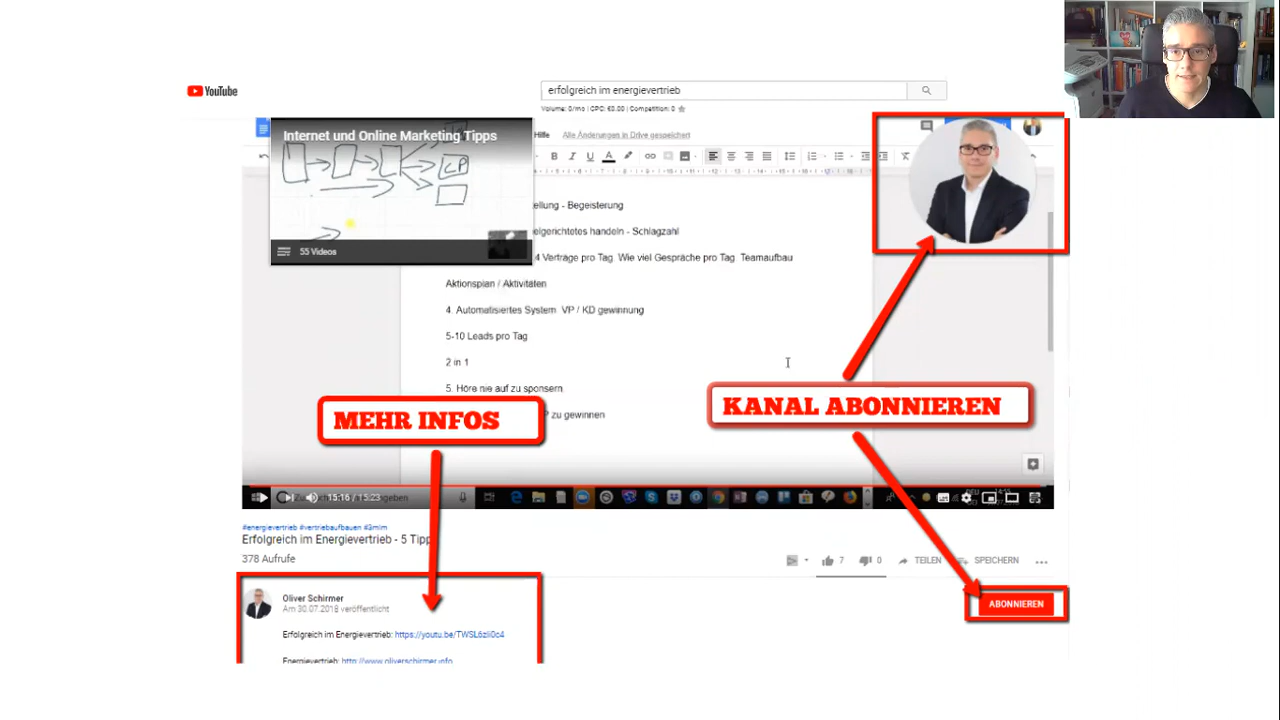 YouTube
erfolgreich im energievertrieb
Volume: 0/mo | CPC: €0.00 | Competition: 0
Internet und Online Marketing Tipps
LP
55 Videos
Hilfe
Alle Änderungen in Drive gespeichert
ellung - Begeisterung
elgerichtetes handeln - Schlagzahl
4 Verträge pro Tag Wie viel Gespräche pro Tag Teamaufbau
Aktionsplan / Aktivitäten
4. Automatisiertes System VP / KD gewinnung
5-10 Leads pro Tag
2 in 1
5. Höre nie auf zu sponsern
P zu gewinnen
MEHR INFOS
KANAL ABONNIEREN
15:16 / 15:23
#energievertrieb #vertriebaufbauen
Erfolgreich im Energievertrieb - 5 Tipp
378 Aufrufe
7
0
TEILEN
SPEICHERN
Oliver Schirmer
Am 30.07.2018 veröffentlicht
ABONNIEREN
Erfolgreich im Energievertrieb: https://youtu.be/TWSL6zli0c4
Energievertrieb: http://www.oliverschirmer.info